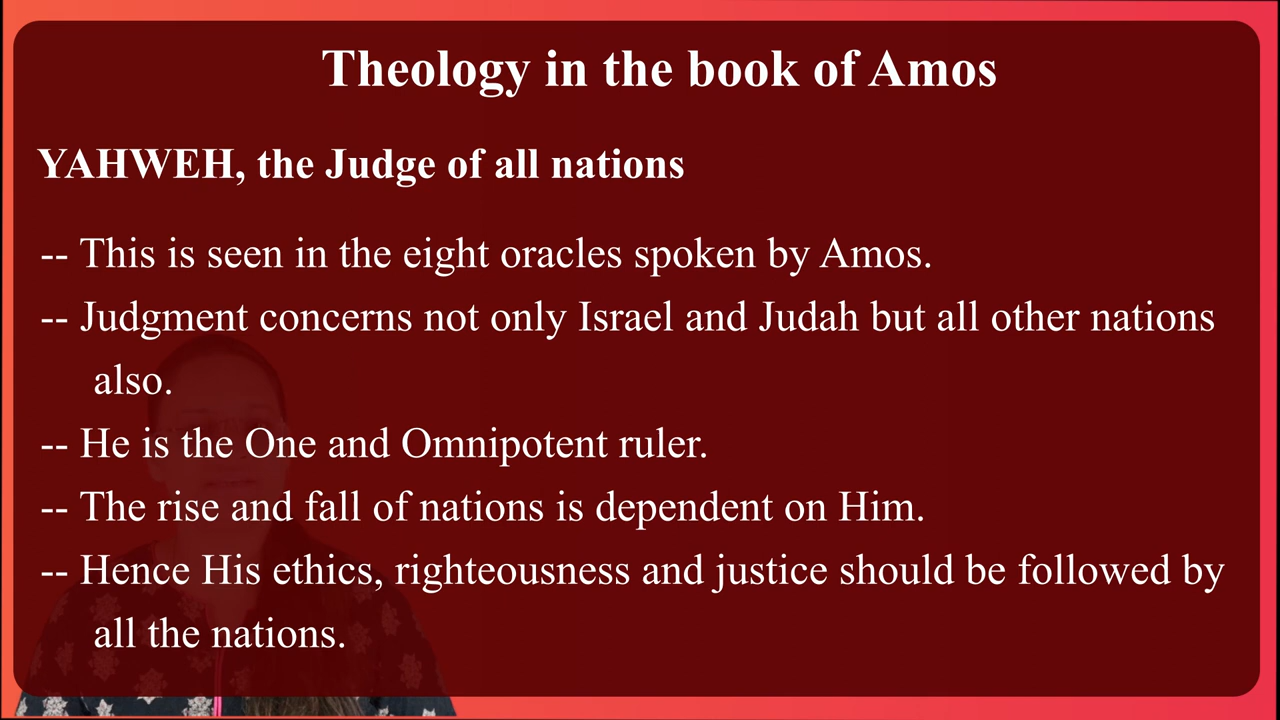 Theology in the book of Amos
YAHWEH, the Judge of all nations
-- This is seen in the eight oracles spoken by Amos.
-- Judgment concerns not only Israel and Judah but all other nations
also.
-- He is the One and Omnipotent ruler.
-- The rise and fall of nations is dependent on Him.
-- Hence His ethics, righteousness and justice should be followed by
all the nations.